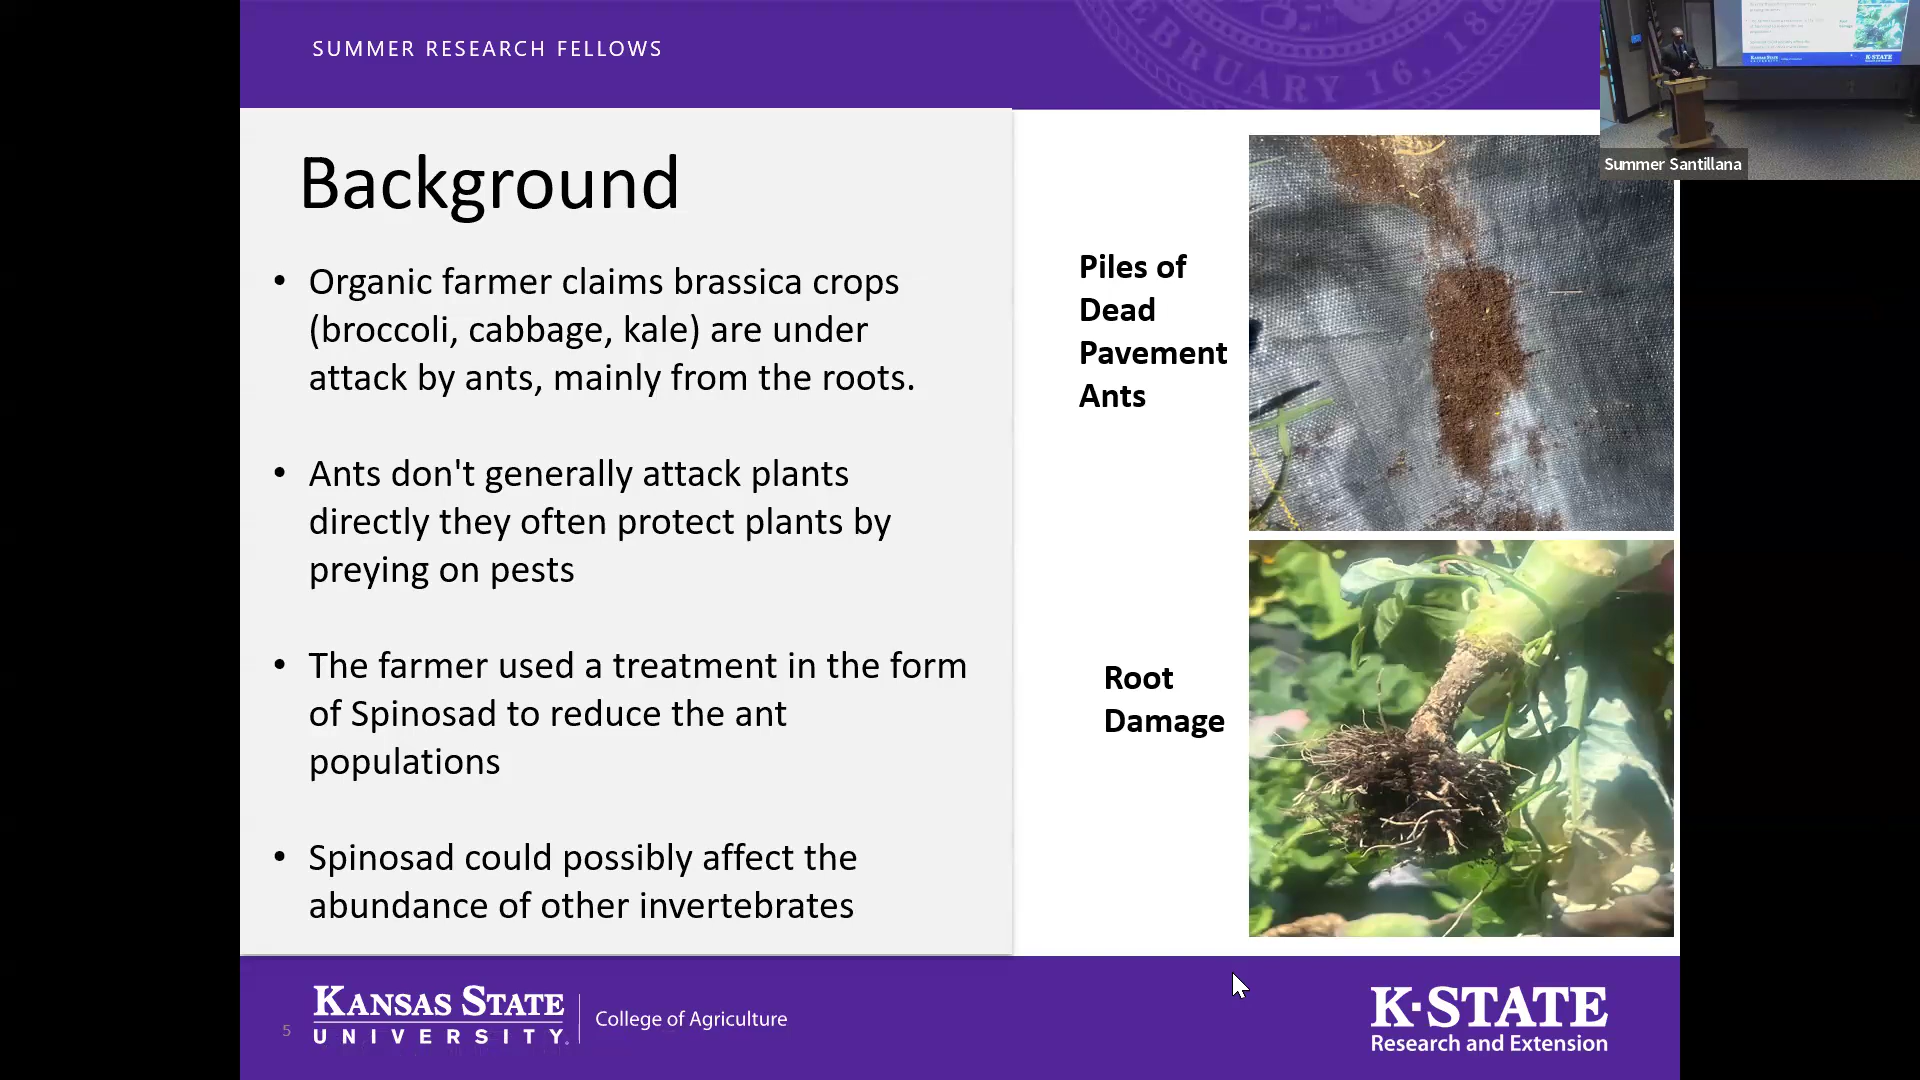 SUMMER RESEARCH FELLOWS
BRUARY 16, 186
Summer Santillana
Background
• Organic farmer claims brassica crops
(broccoli, cabbage, kale) are under
attack by ants, mainly from the roots.
• Ants don't generally attack plants
directly they often protect plants by
preying on pests
• The farmer used a treatment in the form
of Spinosad to reduce the ant
populations
• Spinosad could possibly affect the
abundance of other invertebrates
Piles of
Dead
Pavement
Ants
Root
Damage
5
KANSAS STATE
UNIVERSITY
College of Agriculture
K·STATE
Research and Extension